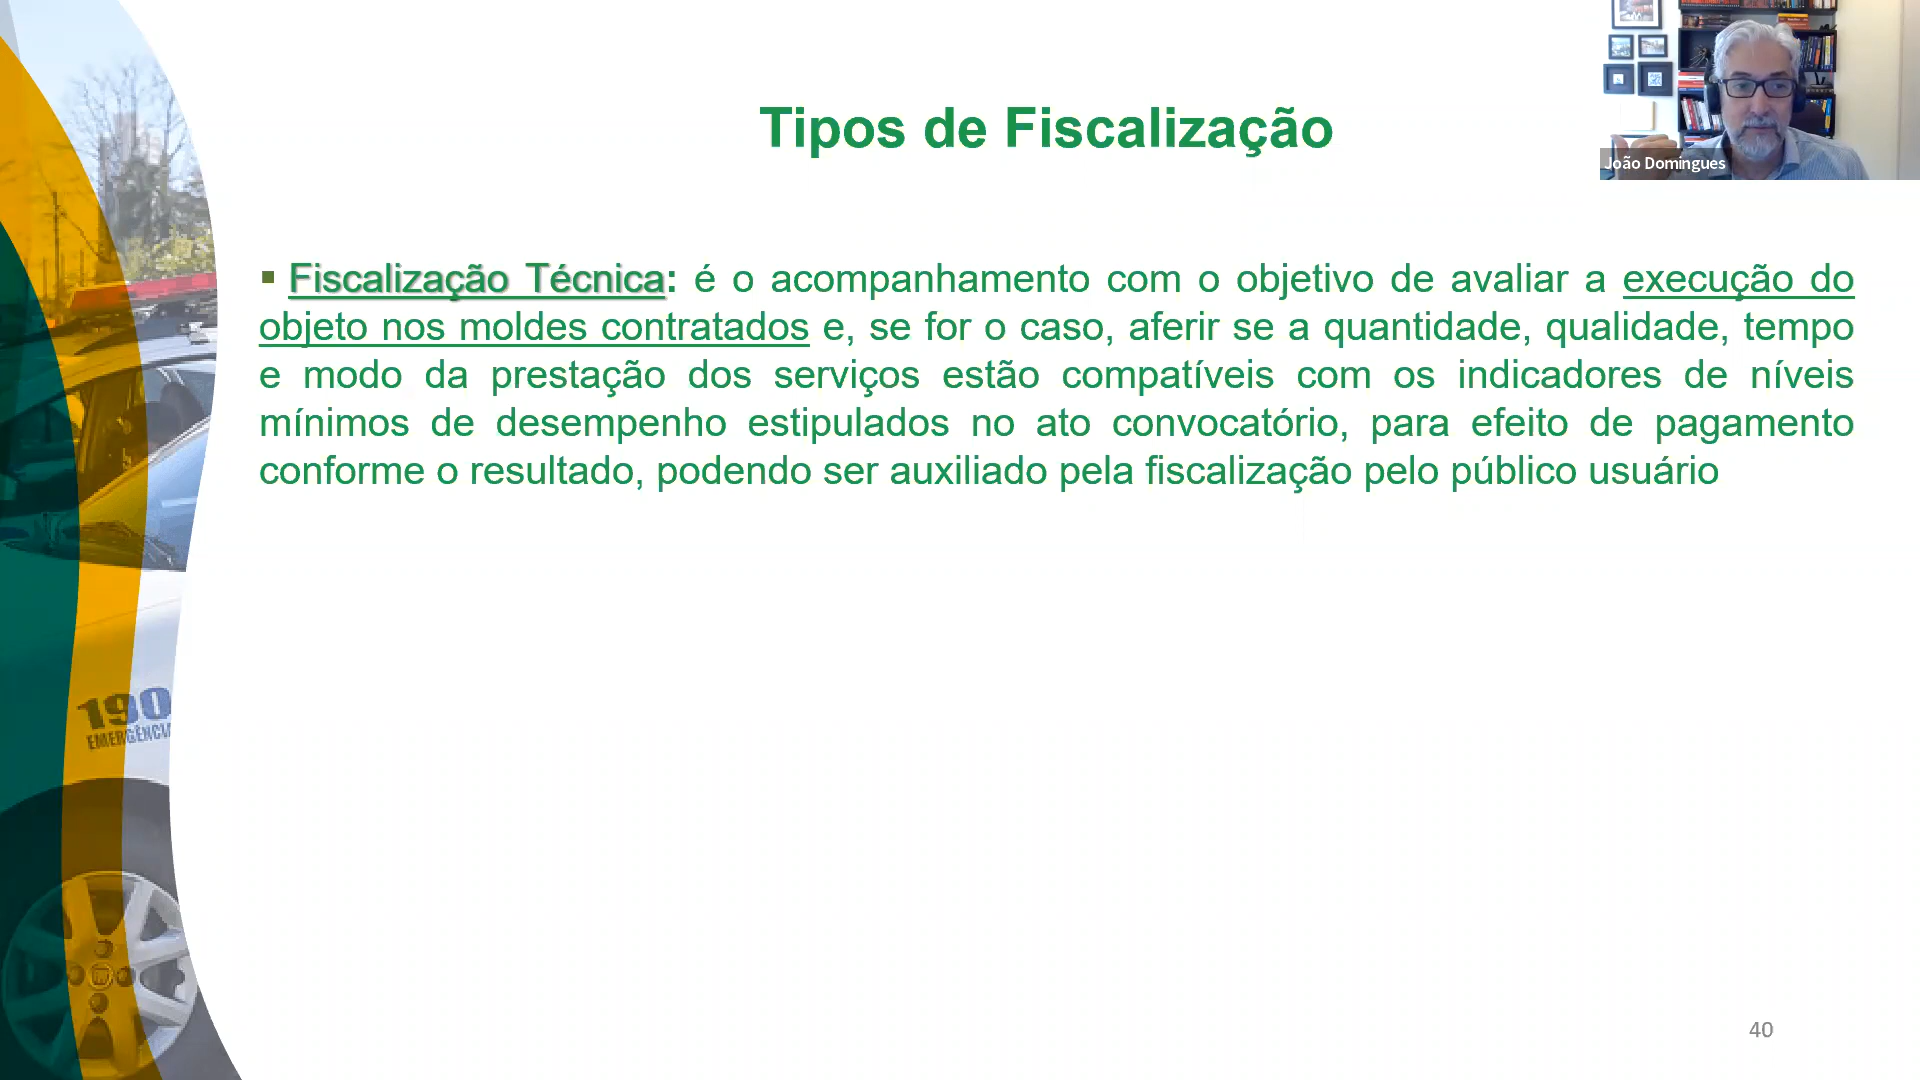 Tipos de Fiscalização
João Domingues
▪ Fiscalização Técnica: é o acompanhamento com o objetivo de avaliar a execução do
objeto nos moldes contratados e, se for o caso, aferir se a quantidade, qualidade, tempo
e modo da prestação dos serviços estão compatíveis com os indicadores de níveis
mínimos de desempenho estipulados no ato convocatório, para efeito de pagamento
conforme o resultado, podendo ser auxiliado pela fiscalização pelo público usuário
190
EMERGÊNCIA
40